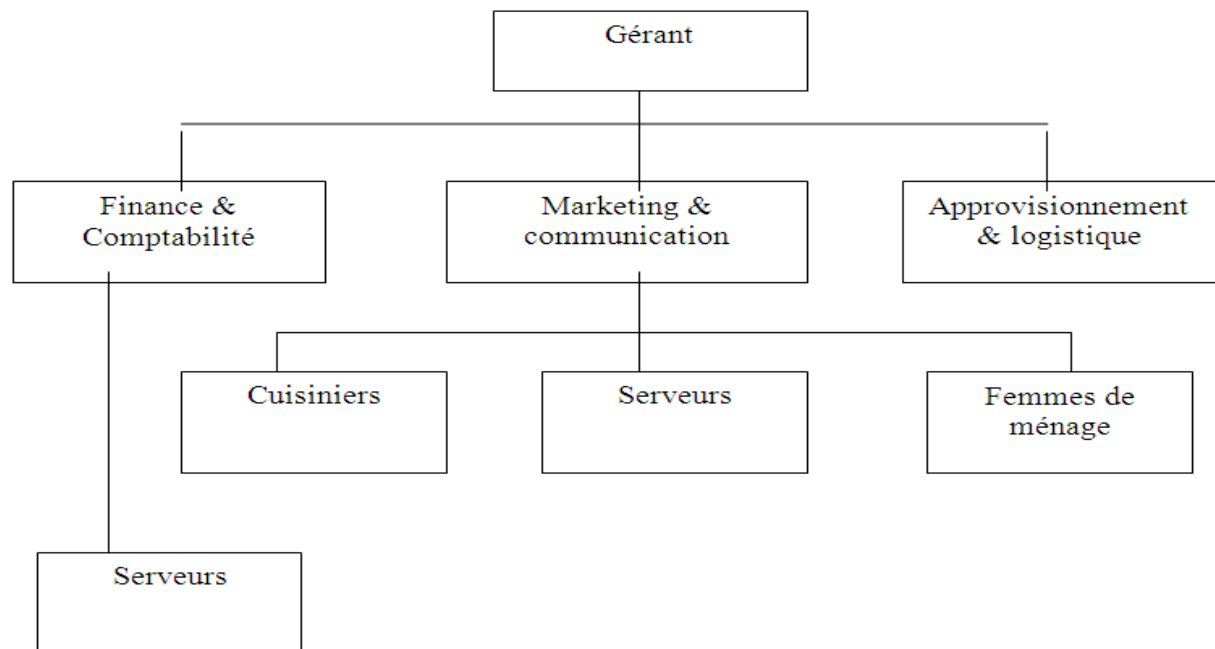 Gérant
Finance &
Comptabilité
Marketing &
communication
Approvisionnement
& logistique
Cuisiniers
Serveurs
Femmes de
ménage
Serveurs